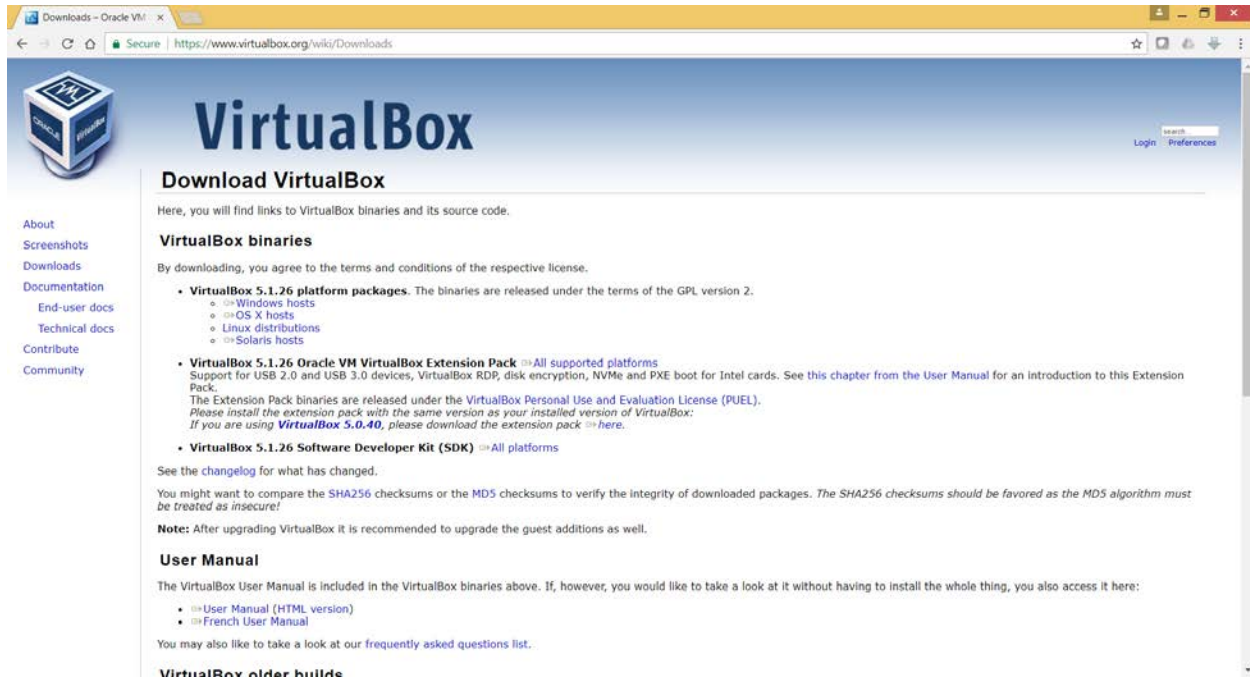 Downloads – Oracle VM
Secure | https://www.virtualbox.org/wiki/Downloads
ORACLE
VirtualBox
VirtualBox
search
Login Preferences
Download VirtualBox
Here, you will find links to VirtualBox binaries and its source code.
About
Screenshots
Downloads
Documentation
End-user docs
Technical docs
Contribute
Community
VirtualBox binaries
By downloading, you agree to the terms and conditions of the respective license.
• VirtualBox 5.1.26 platform packages. The binaries are released under the terms of the GPL version 2.
Windows hosts
OS X hosts
Linux distributions
Solaris hosts
• VirtualBox 5.1.26 Oracle VM VirtualBox Extension Pack All supported platforms
Support for USB 2.0 and USB 3.0 devices, VirtualBox RDP, disk encryption, NVMe and PXE boot for Intel cards. See this chapter from the User Manual for an introduction to this Extension
Pack.
The Extension Pack binaries are released under the VirtualBox Personal Use and Evaluation License (PUEL).
Please install the extension pack with the same version as your installed version of VirtualBox:
If you are using VirtualBox 5.0.40, please download the extension pack here.
• VirtualBox 5.1.26 Software Developer Kit (SDK) All platforms
See the changelog for what has changed.
You might want to compare the SHA256 checksums or the MD5 checksums to verify the integrity of downloaded packages. The SHA256 checksums should be favored as the MD5 algorithm must
be treated as insecure!
Note: After upgrading VirtualBox it is recommended to upgrade the guest additions as well.
User Manual
The VirtualBox User Manual is included in the VirtualBox binaries above. If, however, you would like to take a look at it without having to install the whole thing, you also access it here:
• User Manual (HTML version)
• French User Manual
You may also like to take a look at our frequently asked questions list.
VirtualBox older builds